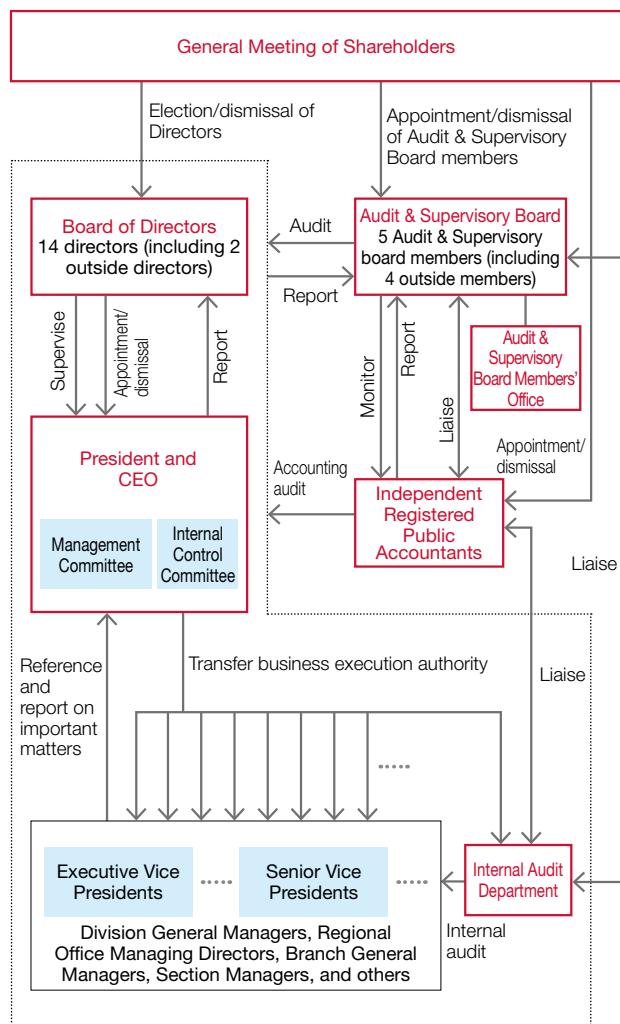 General Meeting of Shareholders
Election/dismissal of
Directors
Appointment/dismissal
of Audit & Supervisory
Board members
Board of Directors
14 directors (including 2
outside directors)
Audit
Report
Audit & Supervisory Board
5 Audit & Supervisory
board members (including
4 outside members)
Supervise
Appointment/
dismissal
Report
Monitor
Report
Liaise
Audit &
Supervisory
Board Members’
Office
President and
CEO
Management
Committee
Internal
Control
Committee
Accounting
audit
Independent
Registered
Public
Accountants
Appointment/
dismissal
Liaise
Reference
and
report on
important
matters
Transfer business execution authority
Liaise
.....
Executive Vice
Presidents
.....
Senior Vice
Presidents
.....
Division General Managers, Regional
Office Managing Directors, Branch General
Managers, Section Managers, and others
Internal Audit
Department
Internal
audit